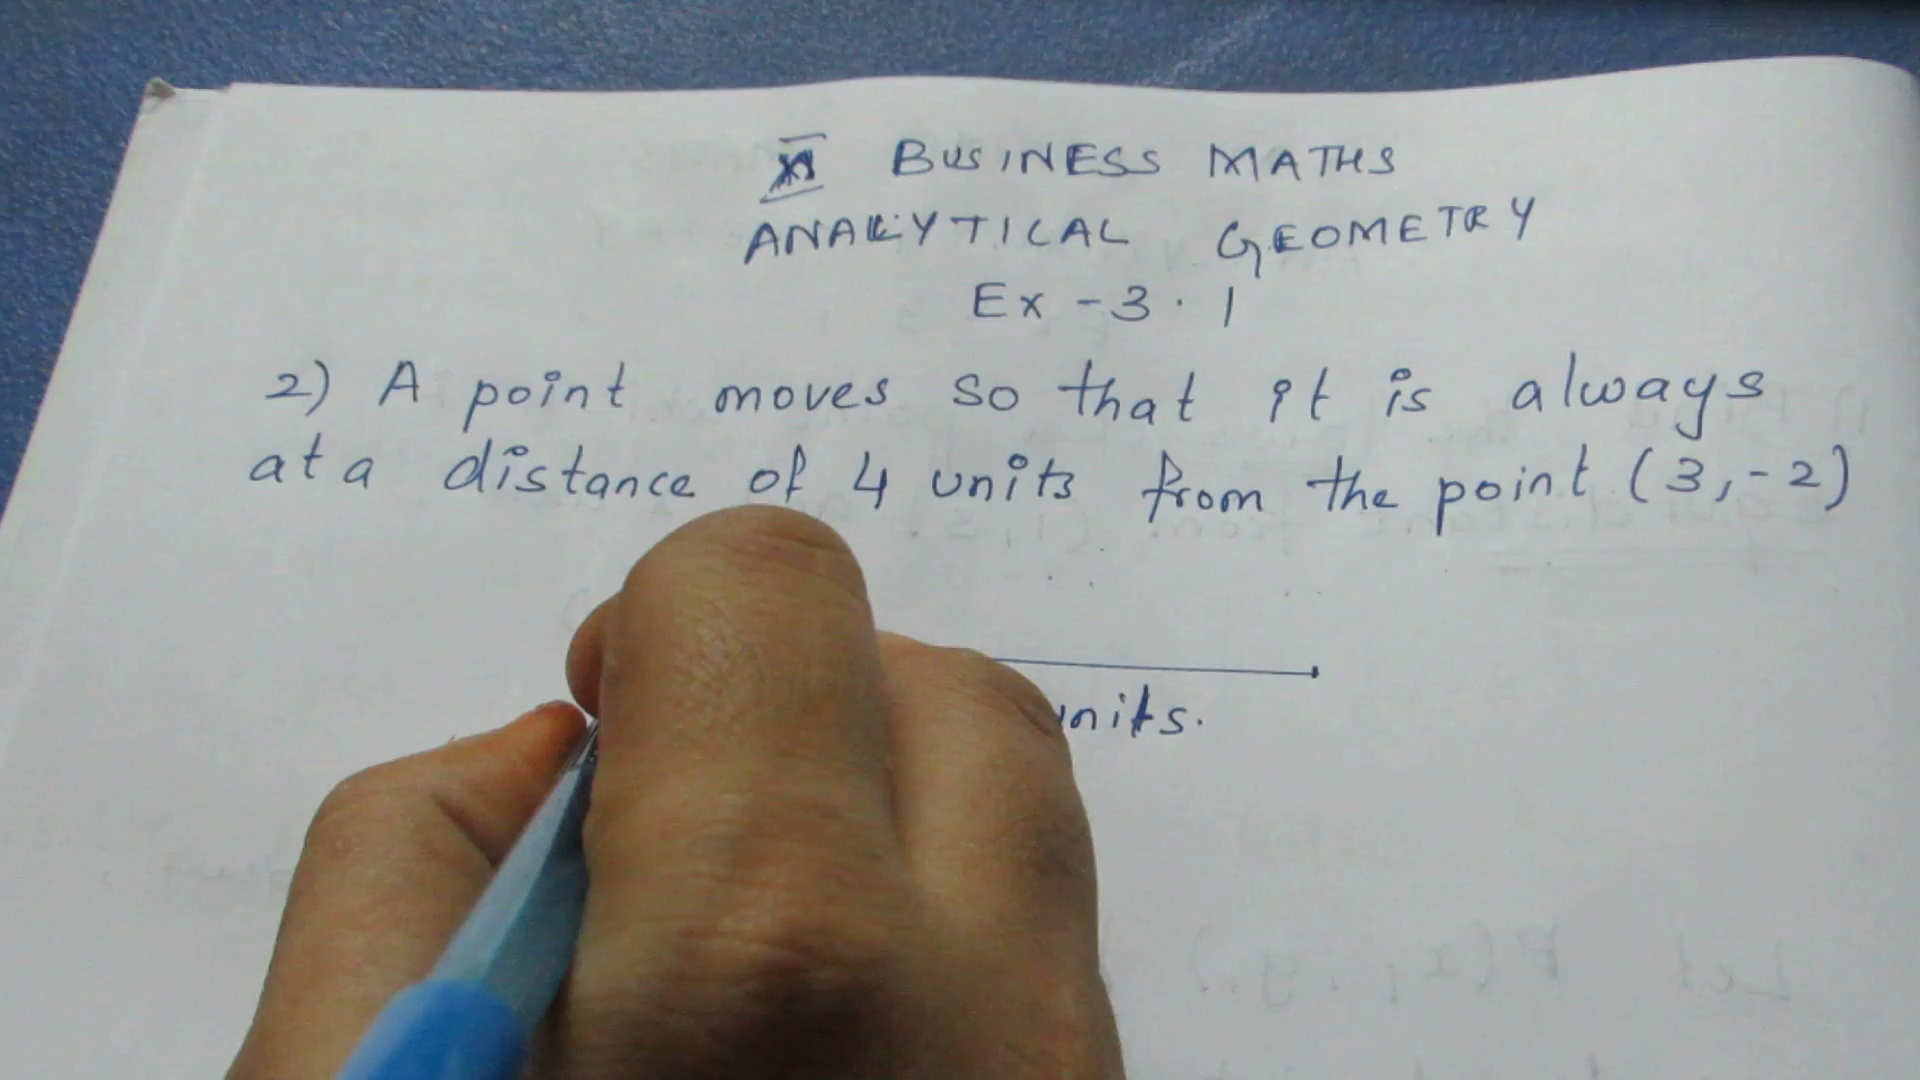 XI BUSINESS MATHS
ANALYTICAL GEOMETRY
Ex - 3.1
2) A point moves so that it is always
at a distance of 4 units from the point (3,-2)
units.